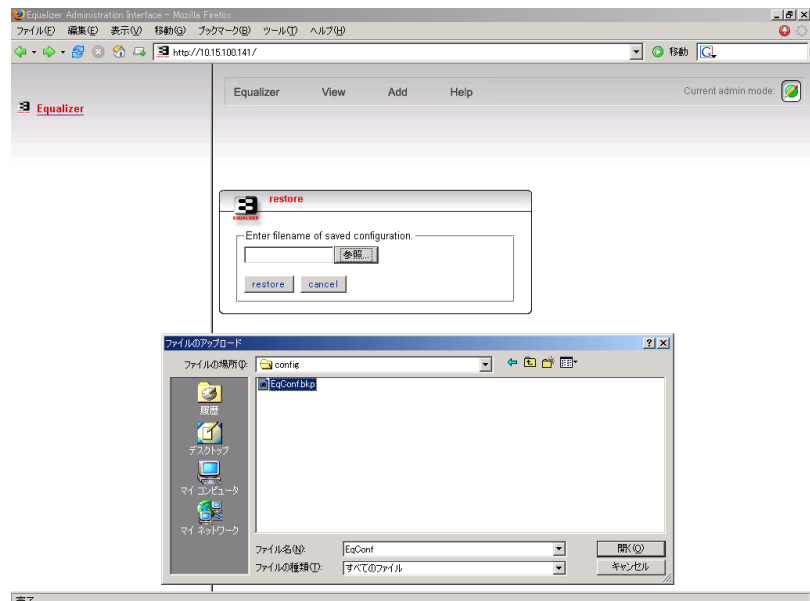 Equalizer Administration Interface - Mozilla Firefox
ファイル(F) 編集(E) 表示(V) 移動(G) ブックマーク(B) ツール(T) ヘルプ(H)
http://10.15.100.141/
移動
Equalizer View Add Help
Current admin mode:
Equalizer
restore
EQUALIZER
Enter filename of saved configuration.
参照...
restore cancel
ファイルのアップロード
ファイルの場所(I): config
EqConf.bkp
履歴
デスクトップ
マイ コンピュータ
マイ ネットワーク
ファイル名(N): EqConf 開く(O)
ファイルの種類(T): すべてのファイル キャンセル
完了